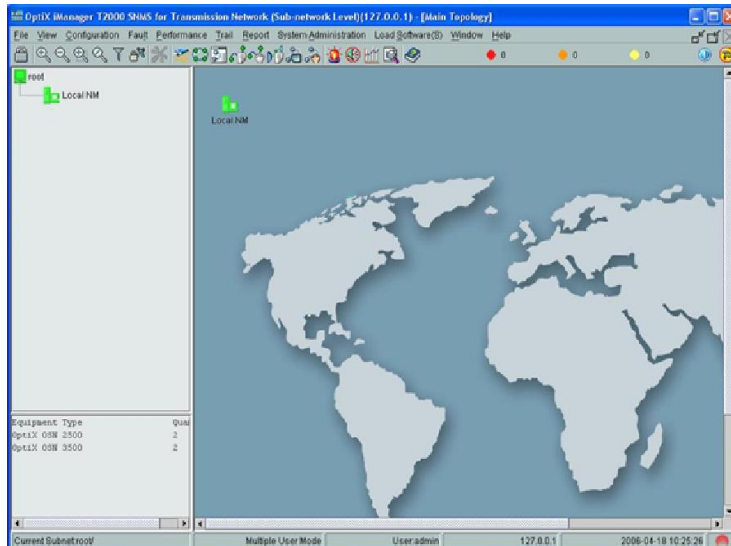 OptiX iManager T2000 SNMS for Transmission Network (Sub-network Level)(127.0.0.1) - [Main Topology]
File View Configuration Fault Performance Trail Report System Administration Load Software(S) Window Help
0 0 0
root
Local NM
Local NM
Equipment Type Quan
OptiX OSN 2500 2
OptiX OSN 3500 2
Current Subnet:root/ Multiple User Mode User:admin 127.0.0.1 2006-04-18 10:25:26